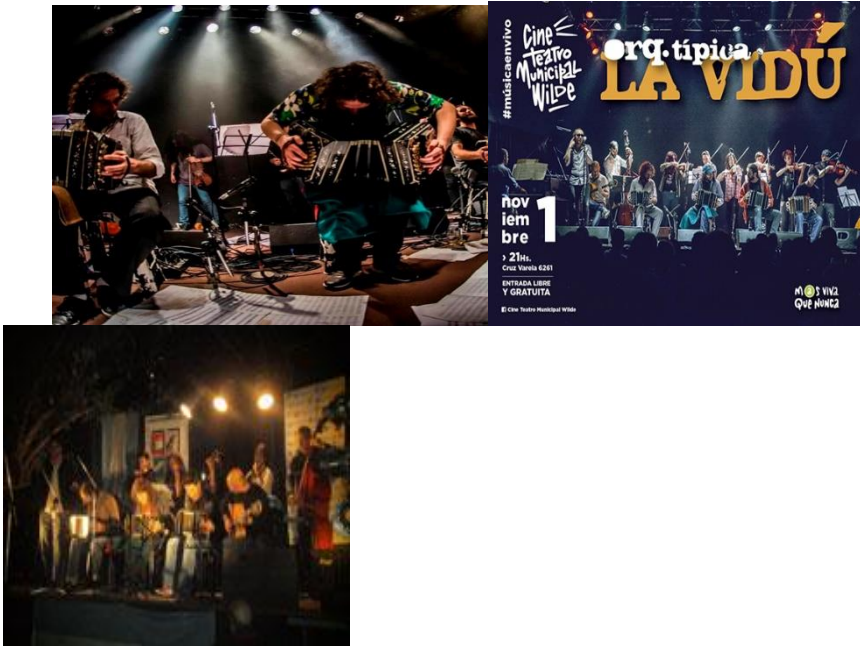 #músicaenvivo
Cine
Teatro
Municipal
Wilde
orq.típica
LA VIDÚ
nov
iem
bre
1
> 21Hs.
Cruz Varela 6261
ENTRADA LIBRE
Y GRATUITA
Cine Teatro Municipal Wilde
MAS VIVA
QUE NUNCA